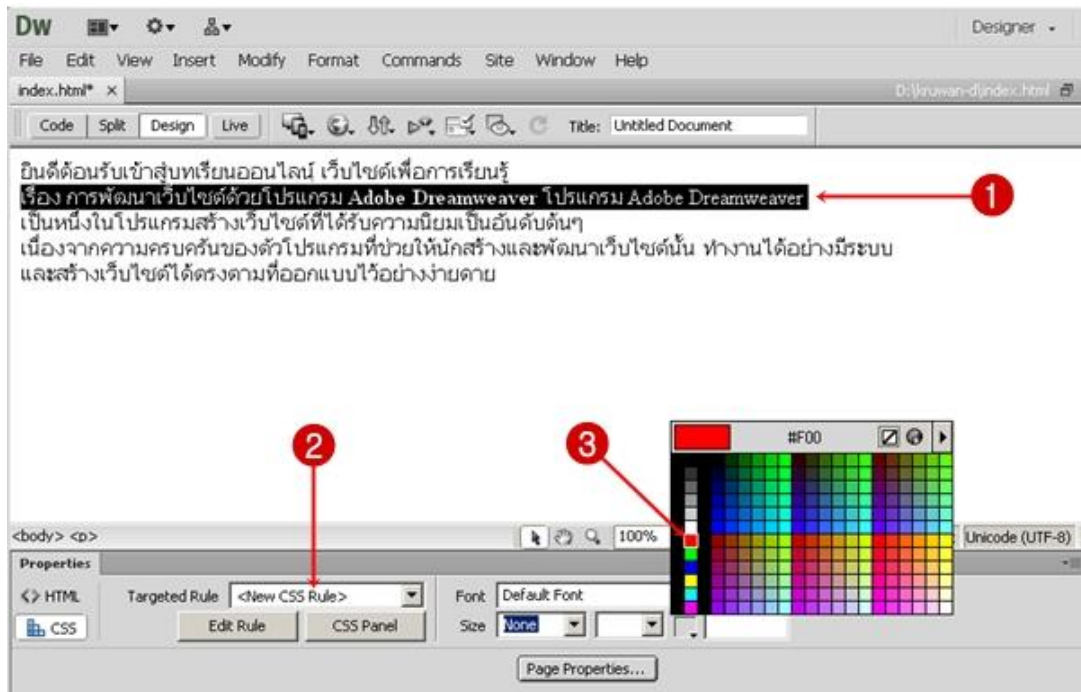 Dw
Designer
File Edit View Insert Modify Format Commands Site Window Help
index.html* × D:\kruwan-d\index.html
Code Split Design Live Title: Untitled Document
ยินดีต้อนรับเข้าสู่บทเรียนออนไลน์ เว็บไซต์เพื่อการเรียนรู้
เรื่อง การพัฒนาเว็บไซต์ด้วยโปรแกรม Adobe Dreamweaver โปรแกรม Adobe Dreamweaver
1
เป็นหนึ่งในโปรแกรมสร้างเว็บไซต์ที่ได้รับความนิยมเป็นอันดับต้นๆ
เนื่องจากความครบครันของตัวโปรแกรมที่ช่วยให้นักสร้างและพัฒนาเว็บไซต์นั้น ทำงานได้อย่างมีระบบ
และสร้างเว็บไซต์ได้ตรงตามที่ออกแบบไว้อย่างง่ายดาย
2
3
#F00
<body> <p> 100% Unicode (UTF-8)
Properties
<> HTML Targeted Rule <New CSS Rule> Font Default Font
CSS Edit Rule CSS Panel Size None
Page Properties...